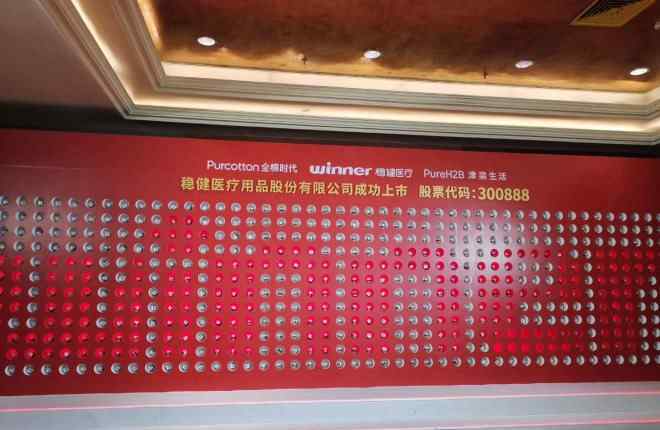 Purcotton 全棉时代 winner 稳健医疗 PureH2B 津梁生活
稳健医疗用品股份有限公司成功上市 股票代码:300888